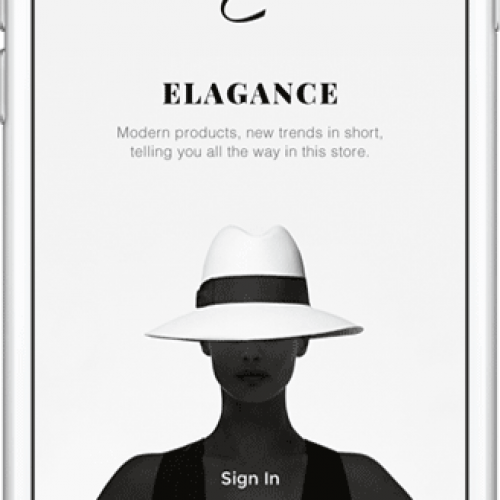 ELAGANCE
Modern products, new trends in short,
telling you all the way in this store.
Sign In